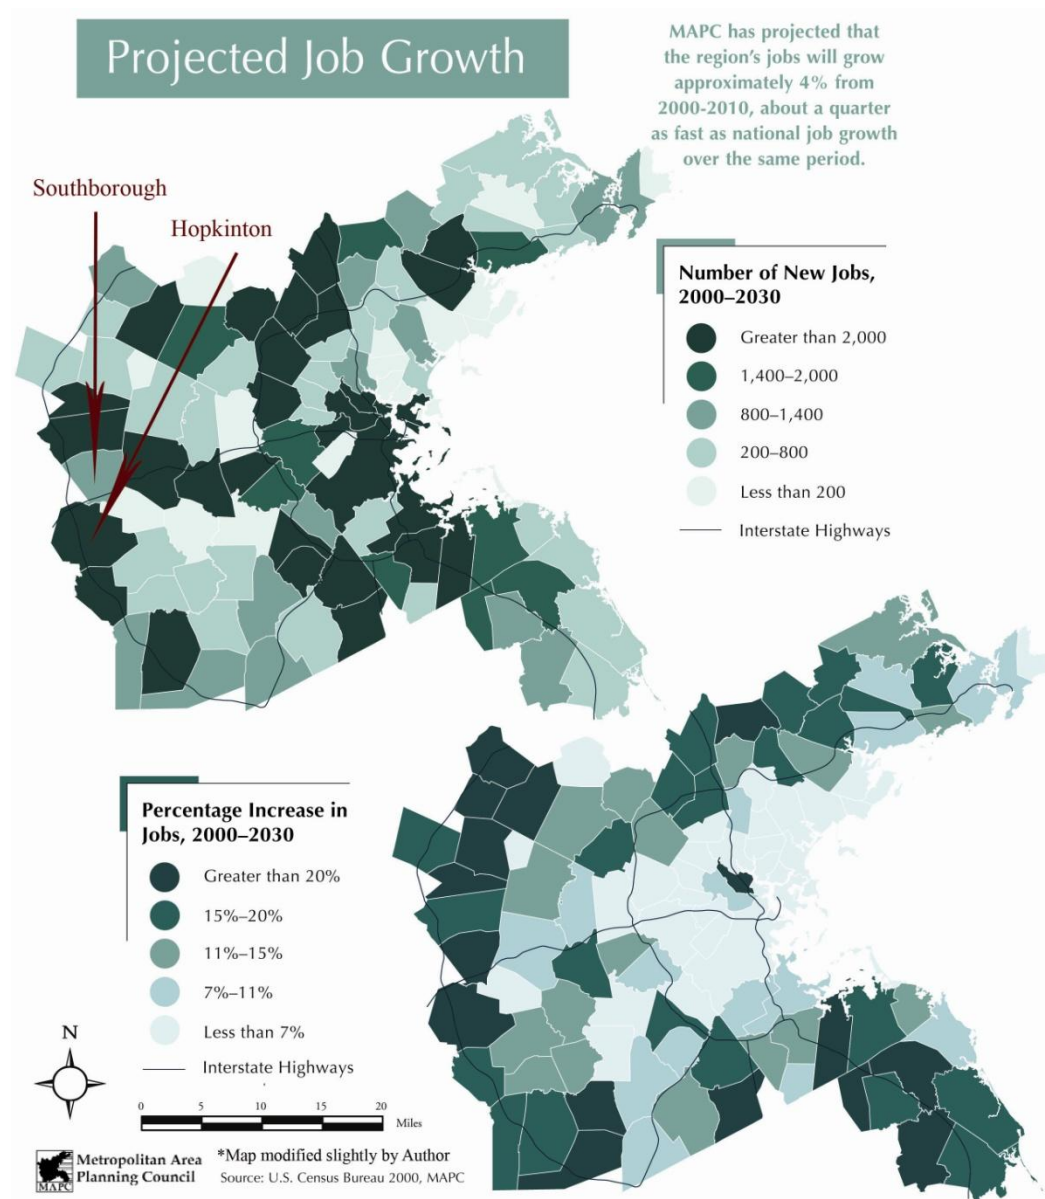 Projected Job Growth
MAPC has projected that
the region's jobs will grow
approximately 4% from
2000-2010, about a quarter
as fast as national job growth
over the same period.
Southborough
Hopkinton
Number of New Jobs,
2000–2030
Greater than 2,000
1,400–2,000
800–1,400
200–800
Less than 200
Interstate Highways
Percentage Increase in
Jobs, 2000–2030
Greater than 20%
15%–20%
11%–15%
7%–11%
Less than 7%
Interstate Highways
N
0 5 10 15 20
Miles
MAPC
Metropolitan Area
Planning Council
*Map modified slightly by Author
Source: U.S. Census Bureau 2000, MAPC